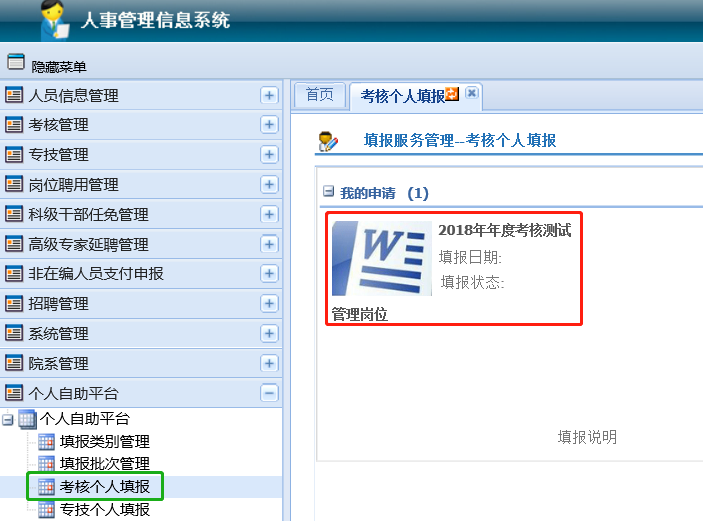 人事管理信息系统
隐藏菜单
人员信息管理
考核管理
专技管理
岗位聘用管理
科级干部任免管理
高级专家延聘管理
非在编人员支付申报
招聘管理
系统管理
院系管理
个人自助平台
个人自助平台
填报类别管理
填报批次管理
考核个人填报
专技个人填报
首页 考核个人填报
填报服务管理--考核个人填报
我的申请 (1)
W
2018年年度考核测试
填报日期:
填报状态:
管理岗位
填报说明